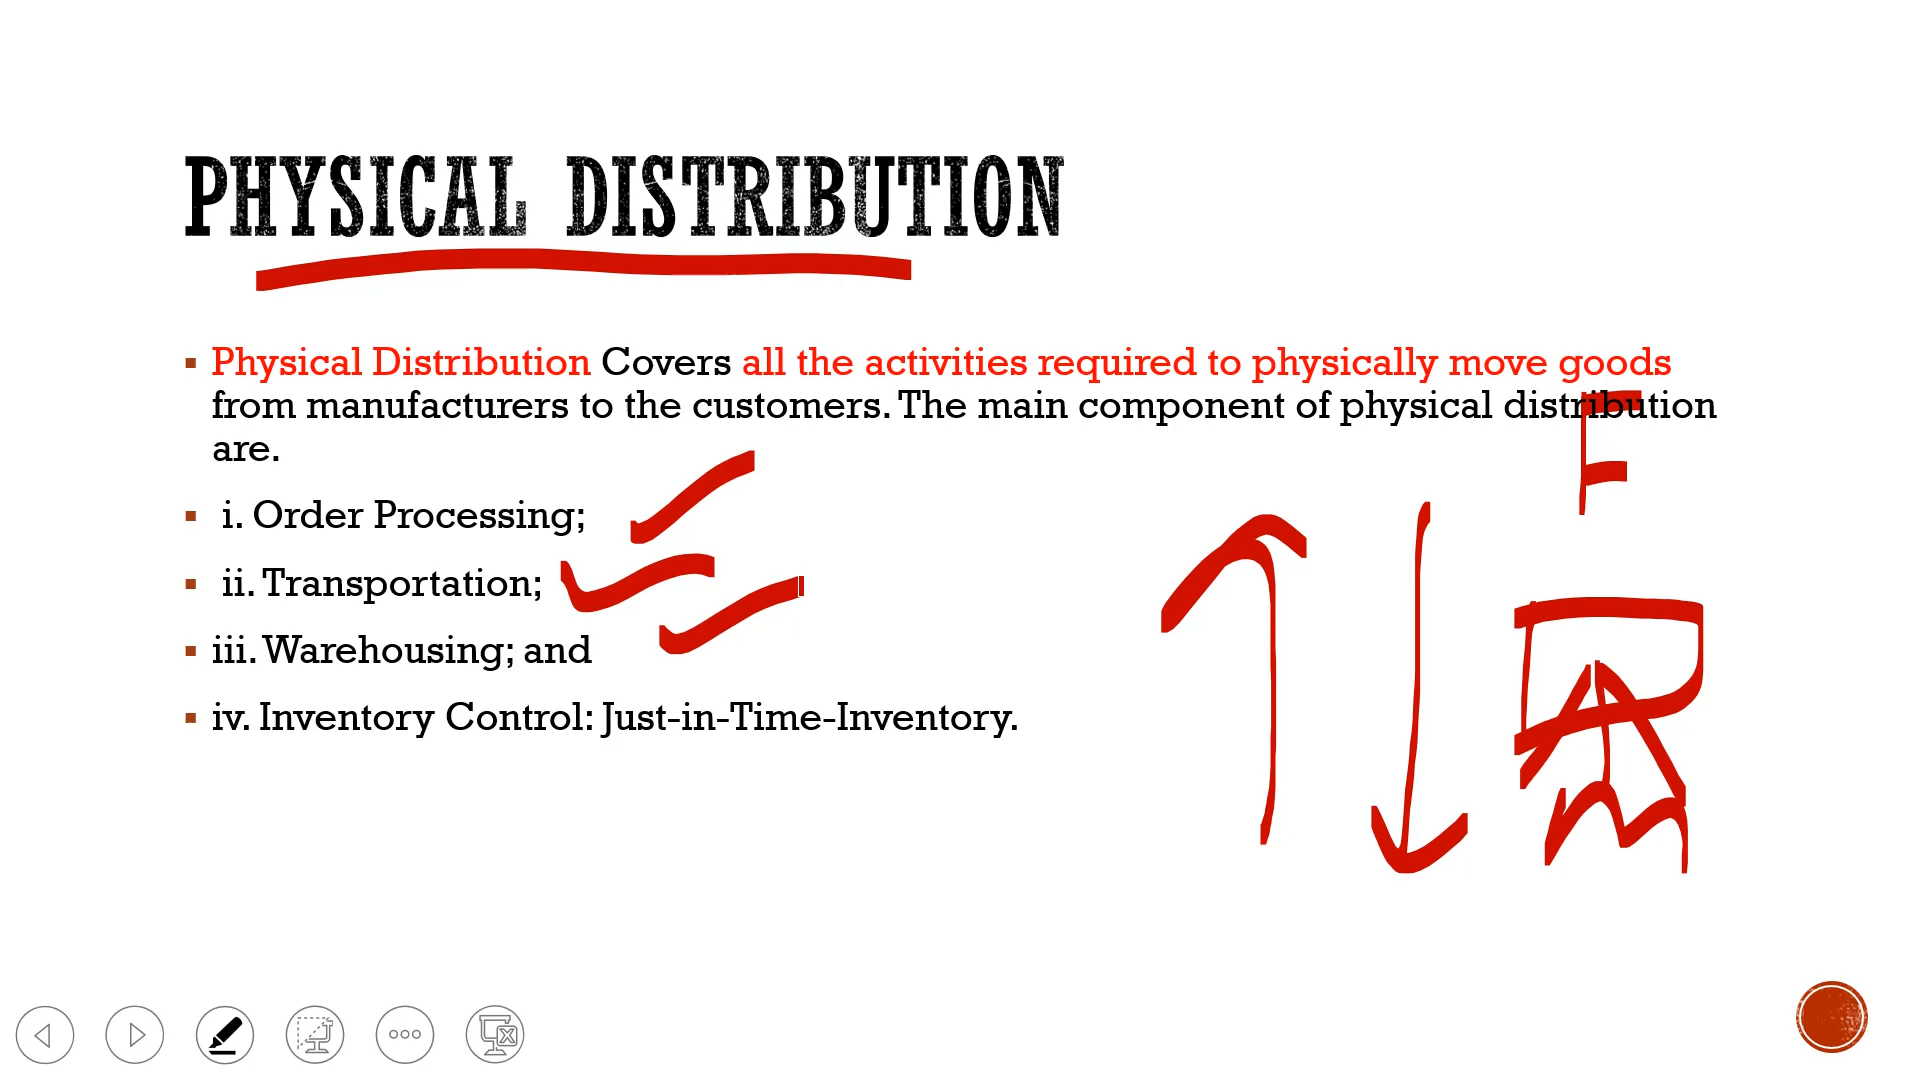 PHYSICAL DISTRIBUTION
Physical Distribution Covers all the activities required to physically move goods
from manufacturers to the customers. The main component of physical distribution
are.
F
i. Order Processing;
ii. Transportation;
iii. Warehousing; and
iv. Inventory Control: Just-in-Time-Inventory.